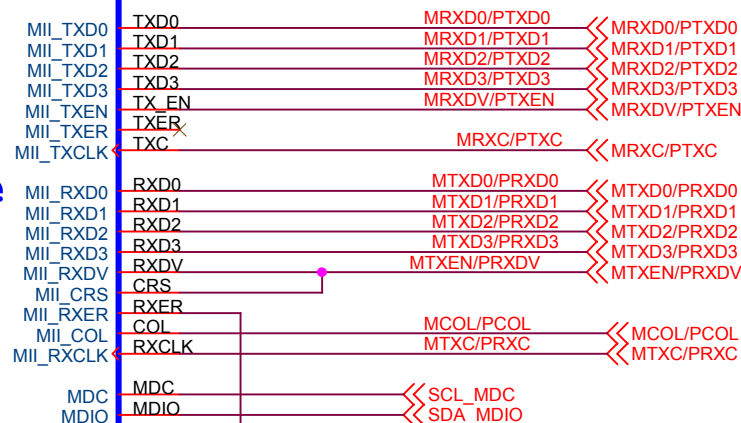 MII_TXD0 TXD0 MRXD0/PTXD0 MRXD0/PTXD0
MII_TXD1 TXD1 MRXD1/PTXD1 MRXD1/PTXD1
MII_TXD2 TXD2 MRXD2/PTXD2 MRXD2/PTXD2
MII_TXD3 TXD3 MRXD3/PTXD3 MRXD3/PTXD3
MII_TXEN TX_EN MRXDV/PTXEN MRXDV/PTXEN
MII_TXER TXER
MII_TXCLK TXC MRXC/PTXC MRXC/PTXC
e
MII_RXD0 RXD0 MTXD0/PRXD0 MTXD0/PRXD0
MII_RXD1 RXD1 MTXD1/PRXD1 MTXD1/PRXD1
MII_RXD2 RXD2 MTXD2/PRXD2 MTXD2/PRXD2
MII_RXD3 RXD3 MTXD3/PRXD3 MTXD3/PRXD3
MII_RXDV RXDV MTXEN/PRXDV MTXEN/PRXDV
MII_CRS CRS
MII_RXER RXER
MII_COL COL MCOL/PCOL MCOL/PCOL
MII_RXCLK RXCLK MTXC/PRXC MTXC/PRXC
MDC MDC SCL_MDC
MDIO MDIO SDA_MDIO